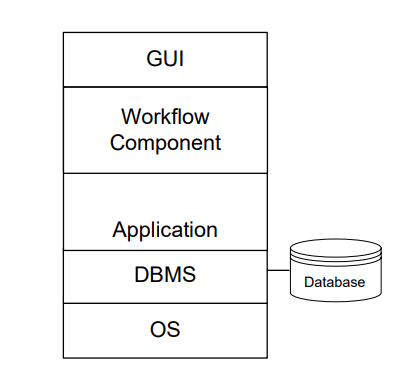 GUI
Workflow
Component
Application
DBMS
Database
OS